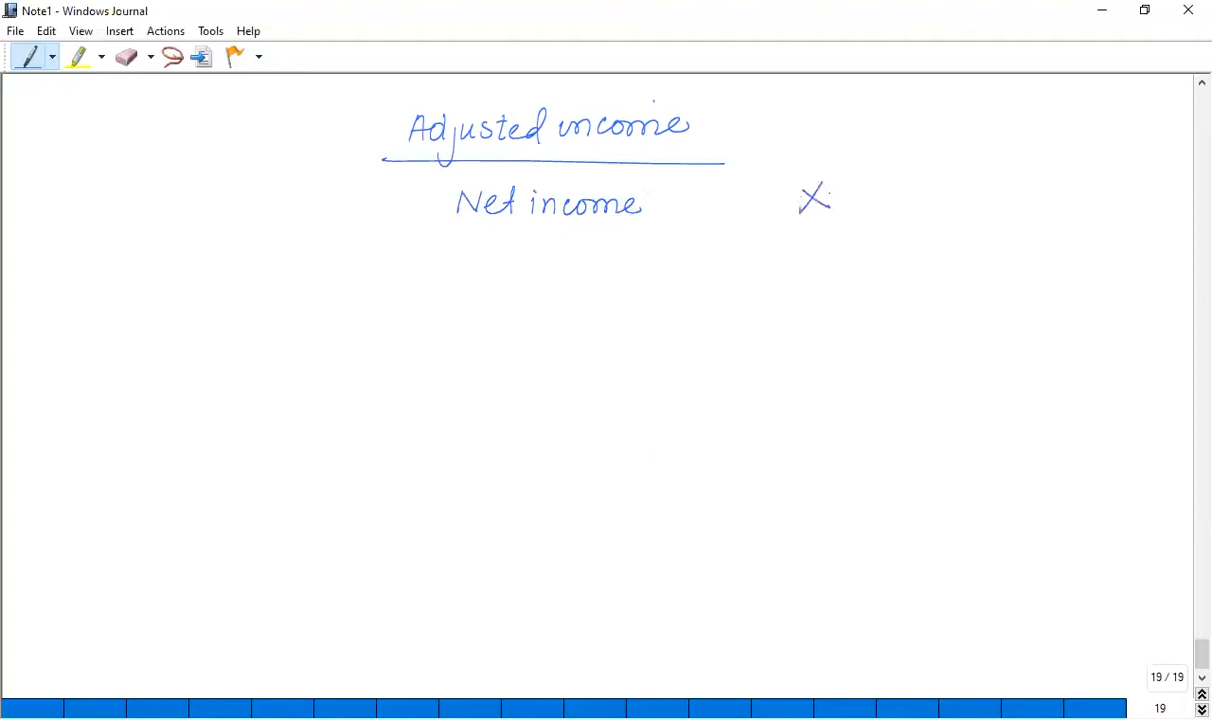 Note1 - Windows Journal
File Edit View Insert Actions Tools Help
Adjusted income
Net income X
19 / 19
19